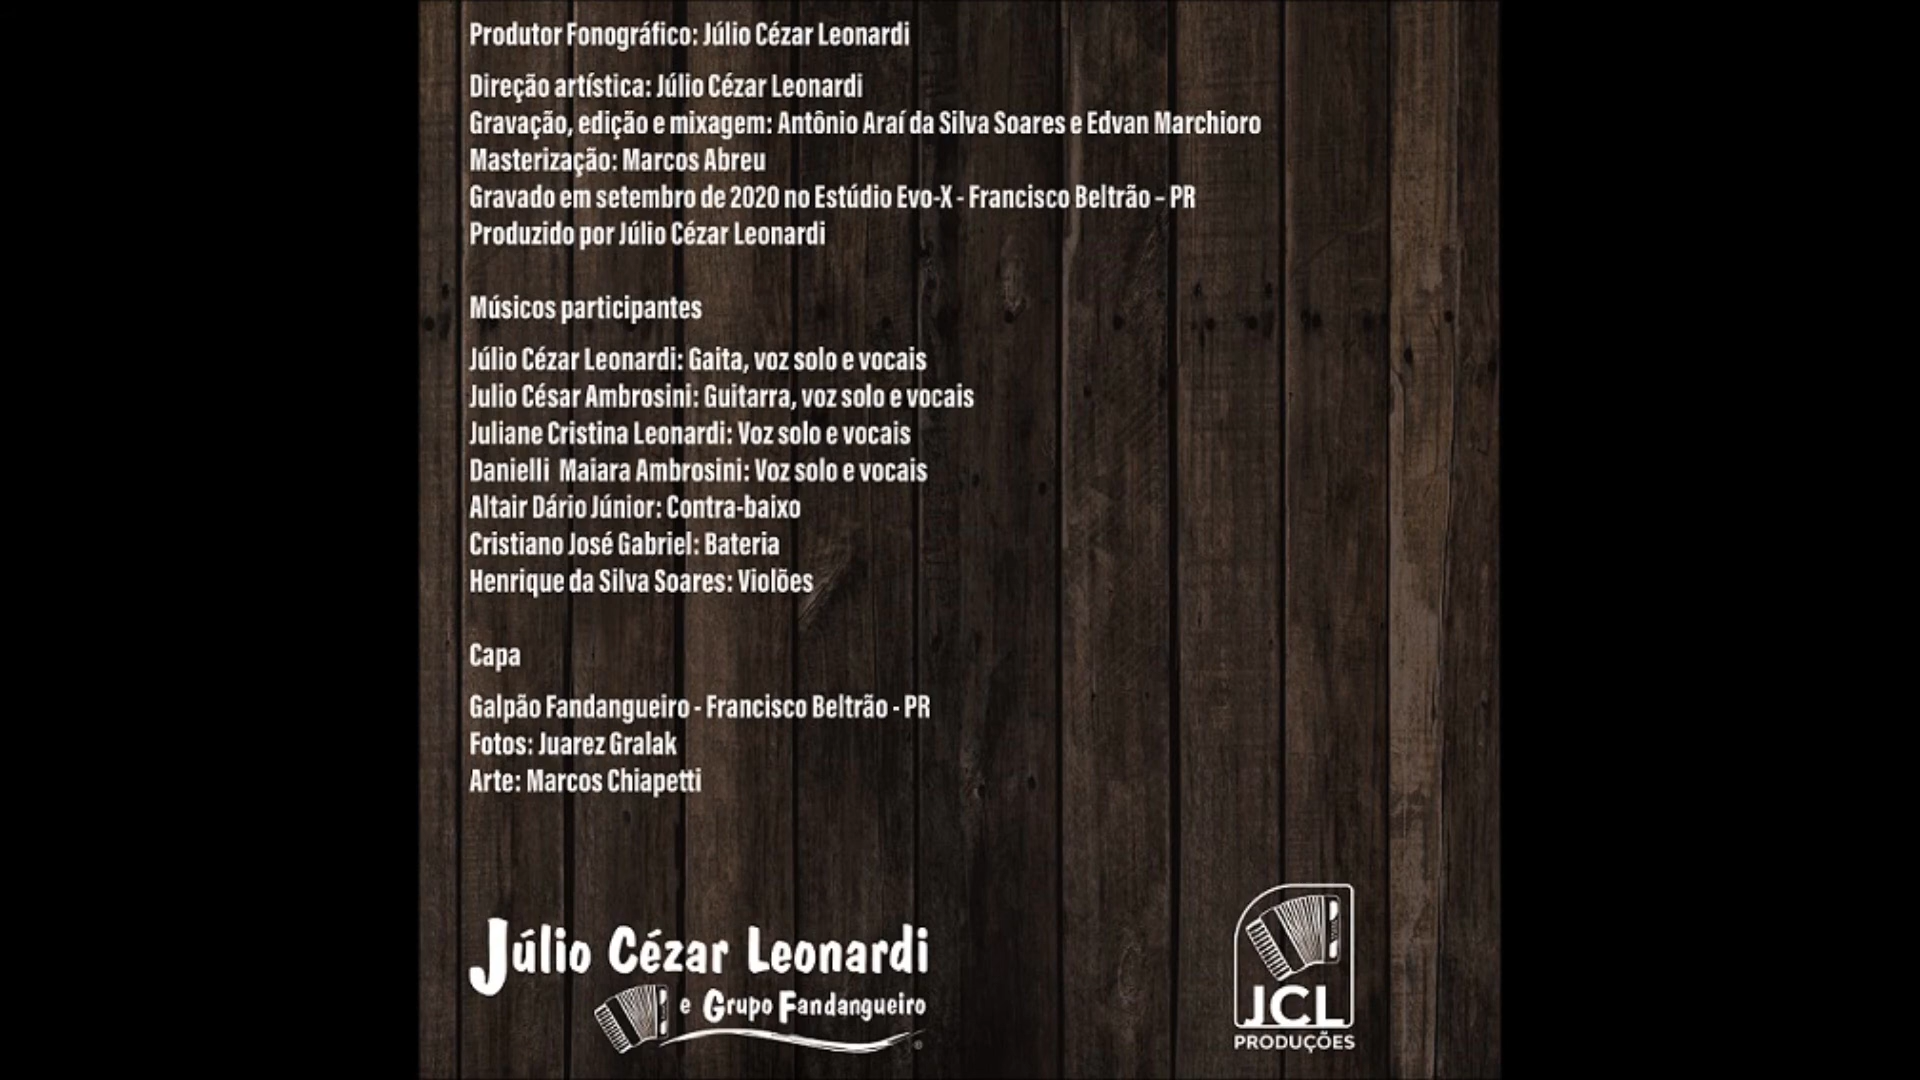 Produtor Fonográfico: Júlio Cézar Leonardi
Direção artística: Júlio Cézar Leonardi
Gravação, edição e mixagem: Antônio Araí da Silva Soares e Edvan Marchioro
Masterização: Marcos Abreu
Gravado em setembro de 2020 no Estúdio Evo-X - Francisco Beltrão - PR
Produzido por Júlio Cézar Leonardi
Músicos participantes
Júlio Cézar Leonardi: Gaita, voz solo e vocais
Julio César Ambrosini: Guitarra, voz solo e vocais
Juliane Cristina Leonardi: Voz solo e vocais
Danielli  Maiara Ambrosini: Voz solo e vocais
Altair Dário Júnior: Contra-baixo
Cristiano José Gabriel: Bateria
Henrique da Silva Soares: Violões
Capa
Galpão Fandangueiro - Francisco Beltrão - PR
Fotos: Juarez Gralak
Arte: Marcos Chiapetti
Júlio Cézar Leonardi
e Grupo Fandangueiro
®
JCL
PRODUÇÕES